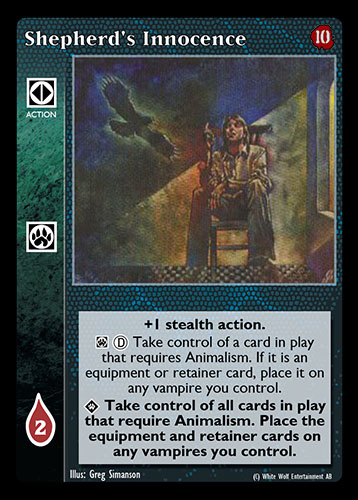 Shepherd's Innocence
10
ACTION
+1 stealth action.
D Take control of a card in play
that requires Animalism. If it is an
equipment or retainer card, place it on
any vampire you control.
Take control of all cards in play
that require Animalism. Place the
equipment and retainer cards on
any vampires you control.
2
Illus: Greg Simanson
(C) White Wolf Entertainment AB